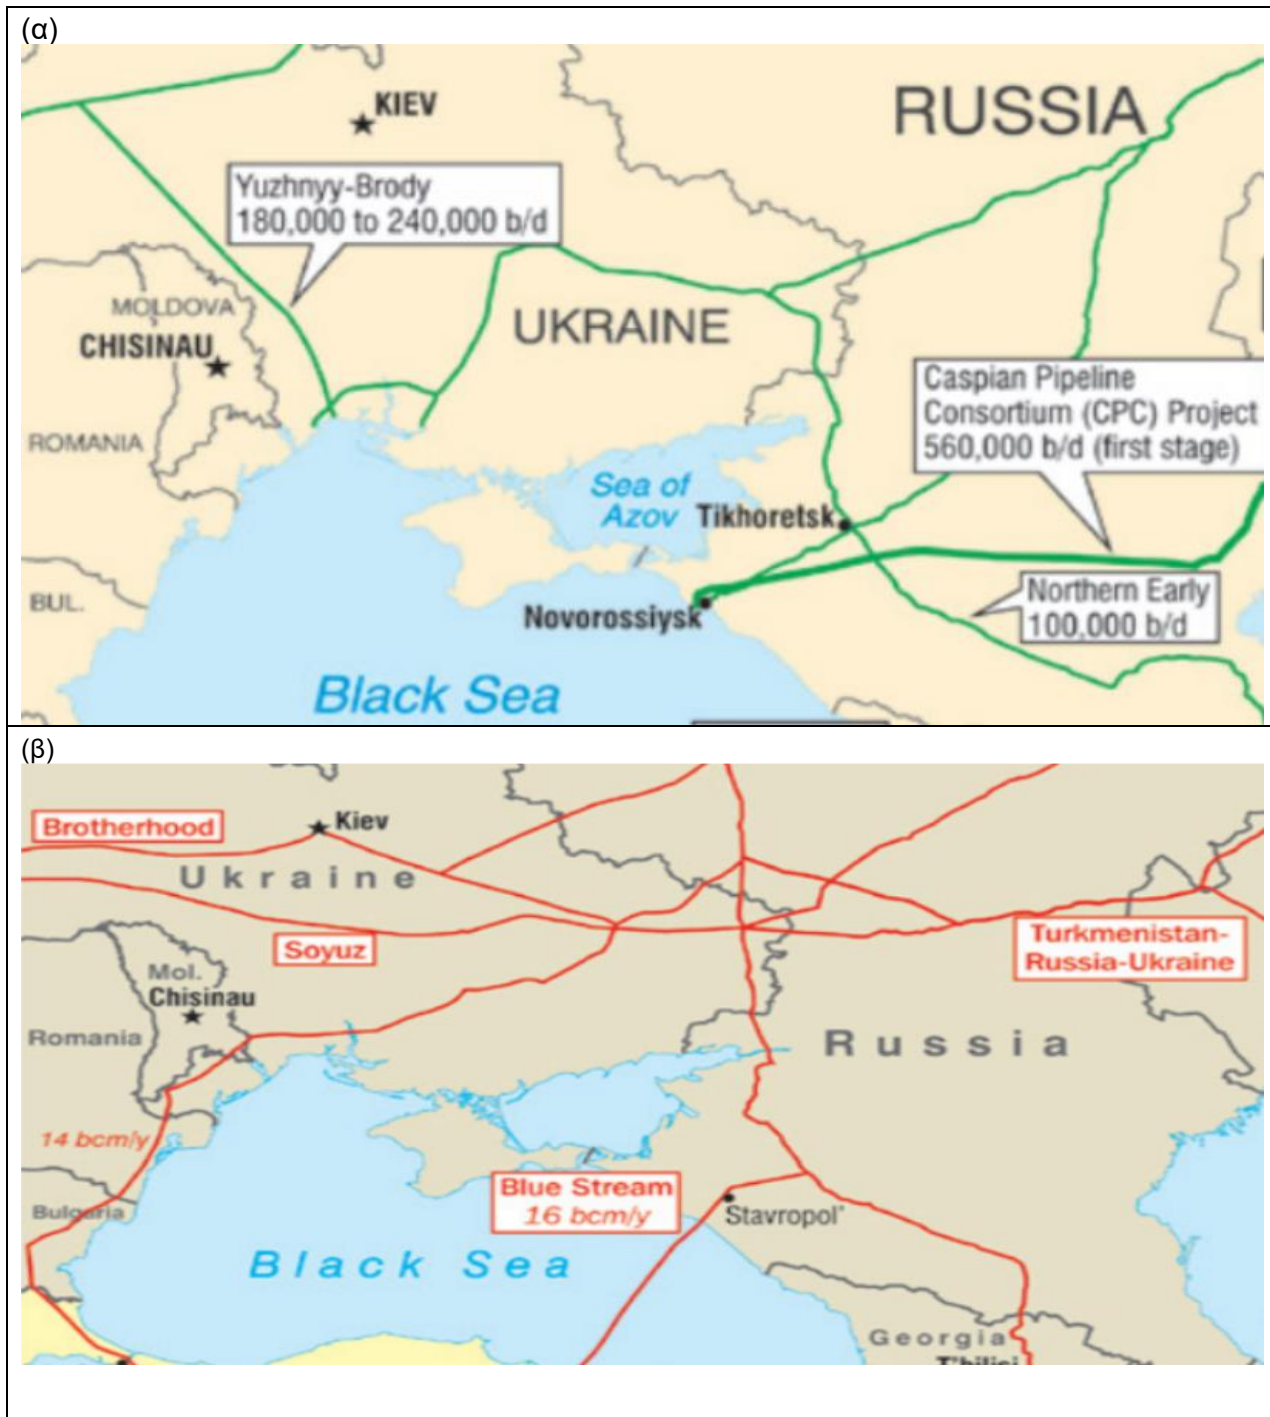 (α)
KIEV
RUSSIA
Yuzhnyy-Brody
180,000 to 240,000 b/d
MOLDOVA
CHISINAU
UKRAINE
Caspian Pipeline
Consortium (CPC) Project
560,000 b/d (first stage)
ROMANIA
Sea of
Azov
Tikhoretsk
Northern Early
100,000 b/d
BUL.
Novorossiysk
Black Sea
(β)
Brotherhood
Kiev
Ukraine
Soyuz
Turkmenistan-
Russia-Ukraine
Mol.
Chisinau
Romania
Russia
14 bcm/y
Blue Stream
16 bcm/y
Bulgaria
Stavropol'
Black Sea
Georgia
T'bilisi